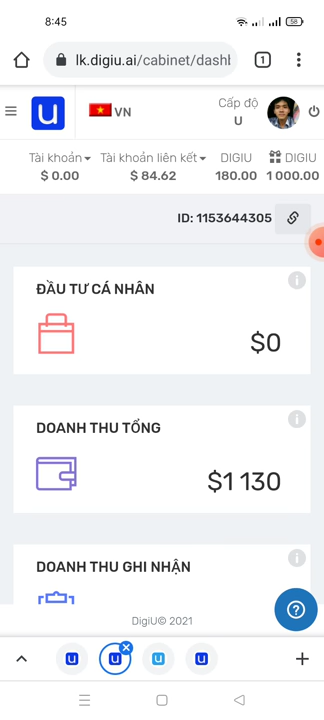 8:45
58
lk.digiu.ai/cabinet/dashl
1
u
VN
Cấp độ
U
Tài khoản
$ 0.00
Tài khoản liên kết
$ 84.62
DIGIU
180.00
DIGIU
1 000.00
ID: 1153644305
ĐẦU TƯ CÁ NHÂN
$0
DOANH THU TỔNG
$1 130
DOANH THU GHI NHẬN
DigiU© 2021
u
u
u
u